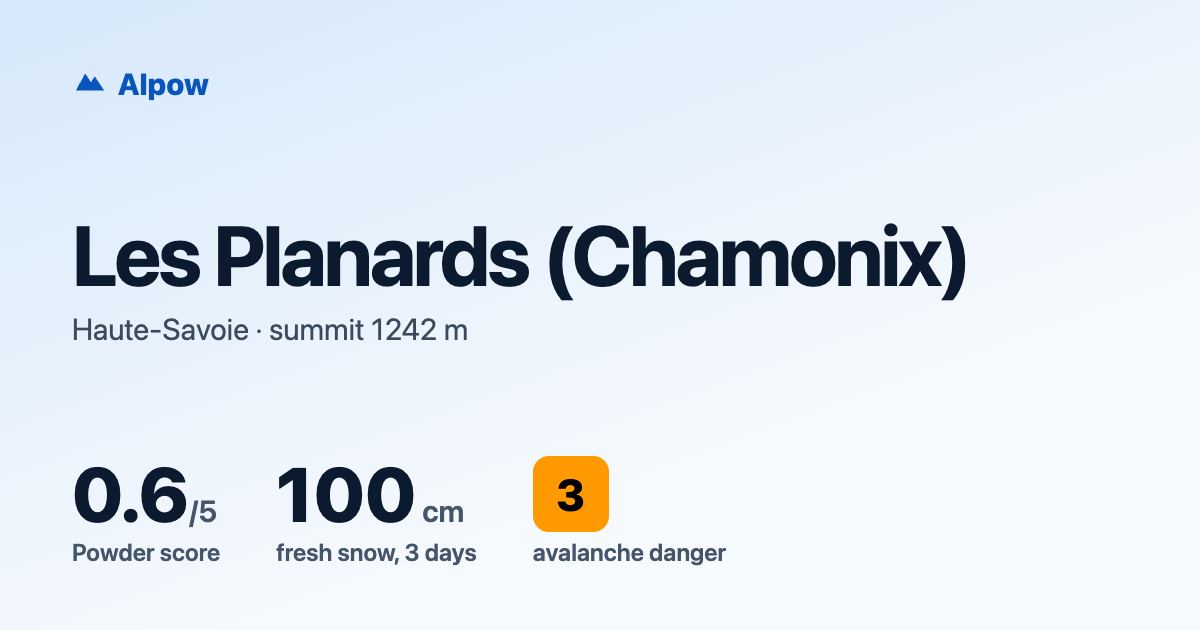 Alpow
Les Planards (Chamonix)
Haute-Savoie · summit 1242 m
0.6/5
Powder score
100 cm
fresh snow, 3 days
3
avalanche danger